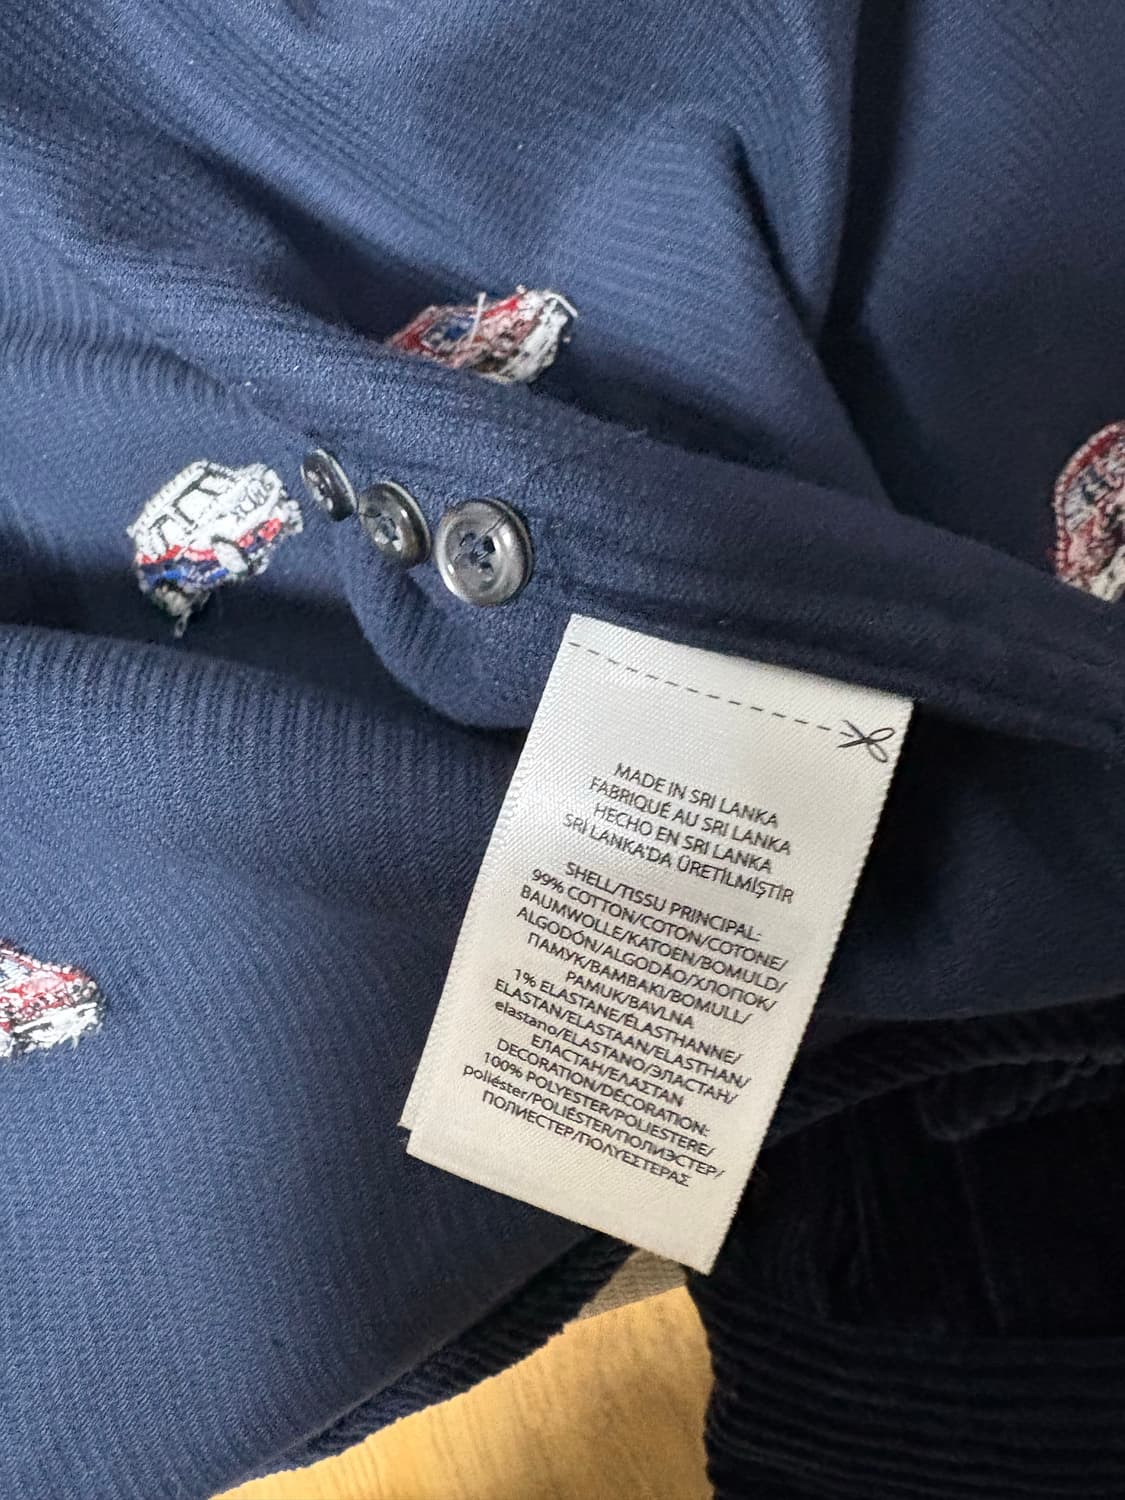 MADE IN SRI LANKA
FABRIQUÉ AU SRI LANKA
HECHO EN SRI LANKA
SRİ LANKA'DA ÜRETİLMİŞTİR
SHELL/TISSU PRINCIPAL:
99% COTTON/COTON/COTONE/
BAUMWOLLE/KATOEN/BOMULD/
ALGODÓN/ALGODÃO/ХЛОПОК/
ПАМУК/ΒΑΜΒΑΚΙ/BOMULL/
PAMUK/BAVLNA
1% ELASTANE/ÉLASTHANNE/
ELASTAN/ELASTAAN/ELASTHAN/
elastano/ELASTANO/ЭЛАСТАН/
ЕЛАСТАН/ΕΛΑΣΤΑΝ
DECORATION/DÉCORATION:
100% POLYESTER/POLIESTERE/
poliéster/POLIÉSTER/ПОЛИЭСТЕР/
ПОЛИЕСТЕР/ΠΟΛΥΕΣΤΕΡΑΣ